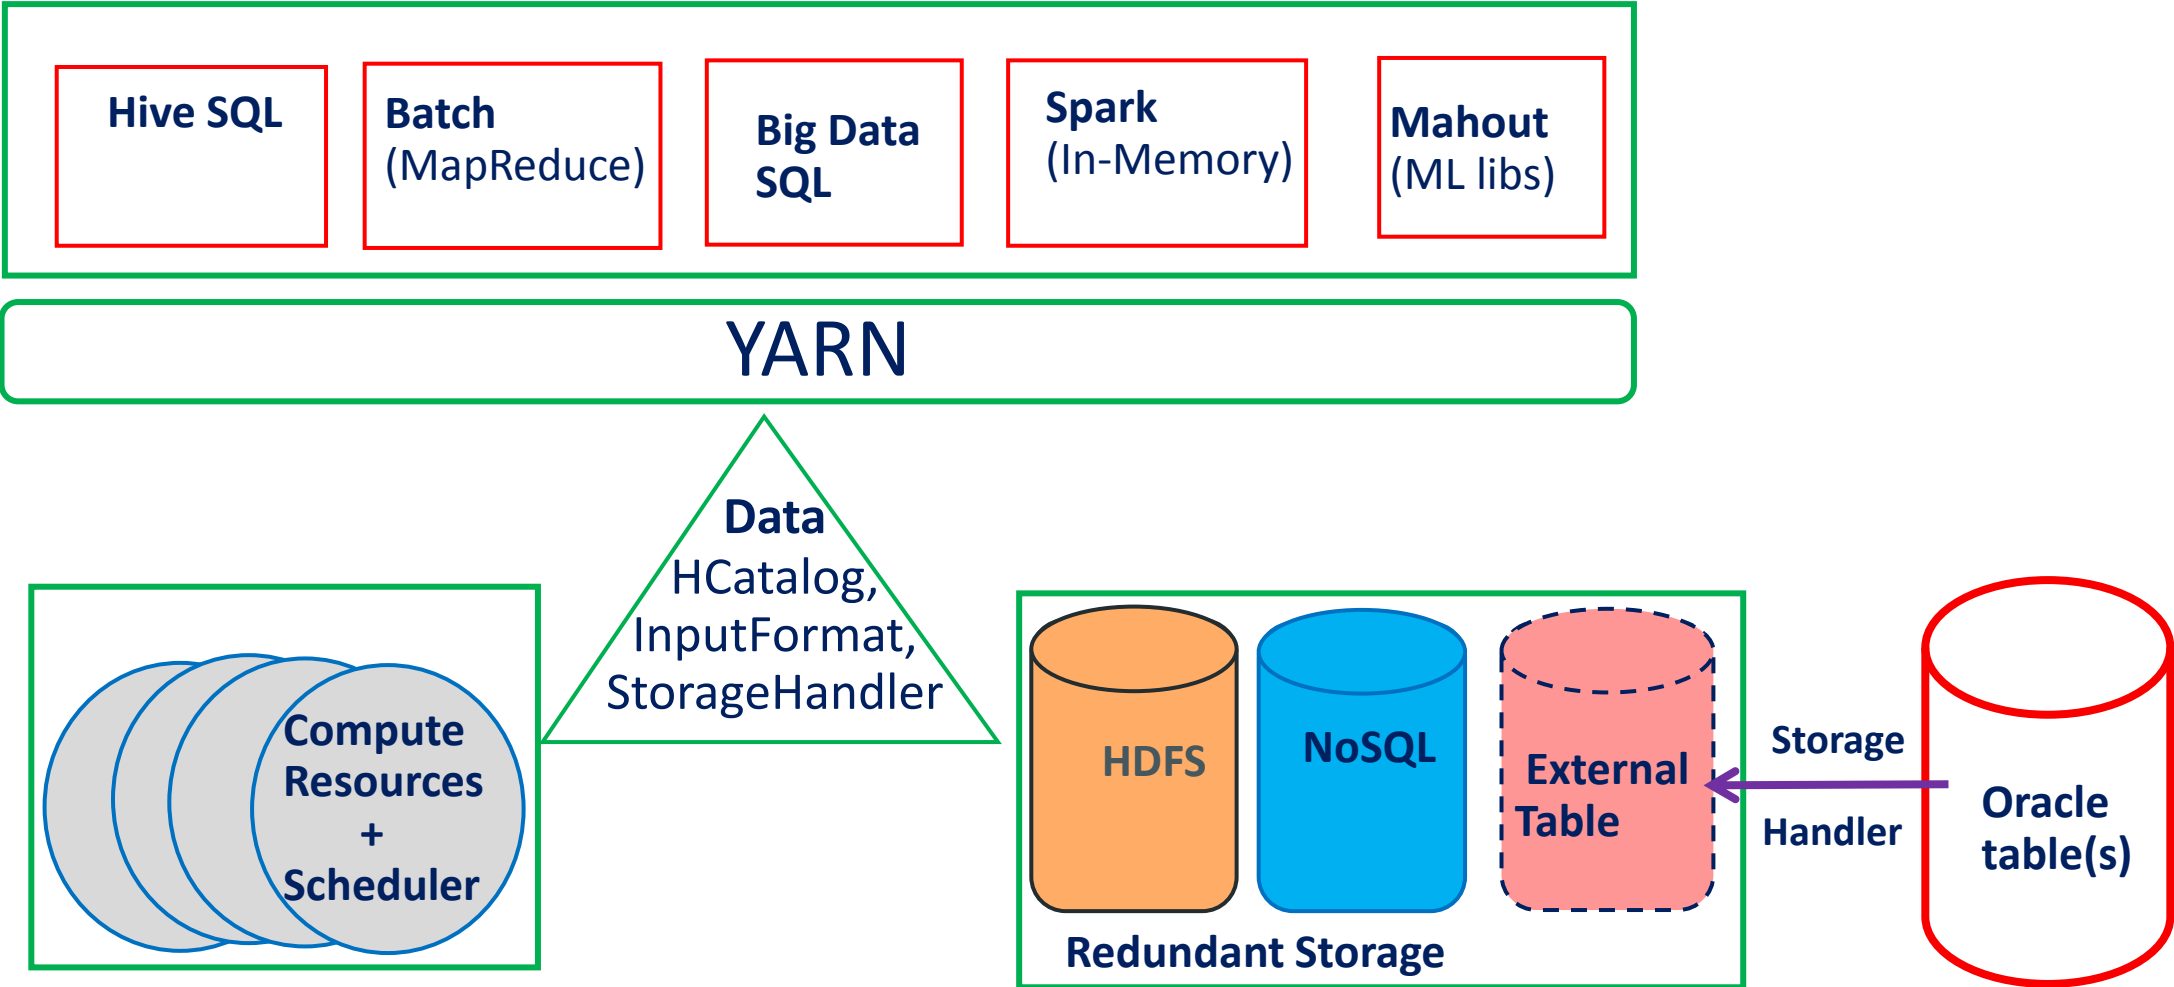 Hive SQL
Batch
(MapReduce)
Big Data
SQL
Spark
(In-Memory)
Mahout
(ML libs)
YARN
Data
HCatalog,
InputFormat,
StorageHandler
Compute
Resources
+
Scheduler
HDFS
NoSQL
External
Table
Redundant Storage
Storage
Handler
Oracle
table(s)